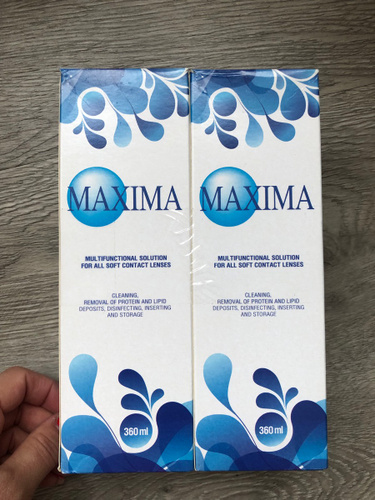 MAXIMA
MULTIFUNCTIONAL SOLUTION
FOR ALL SOFT CONTACT LENSES
CLEANING,
REMOVAL OF PROTEIN AND LIPID
DEPOSITS, DISINFECTING, INSERTING
AND STORAGE
360 ml
MAXIMA
MULTIFUNCTIONAL SOLUTION
FOR ALL SOFT CONTACT LENSES
CLEANING,
REMOVAL OF PROTEIN AND LIPID
DEPOSITS, DISINFECTING, INSERTING
AND STORAGE
360 ml